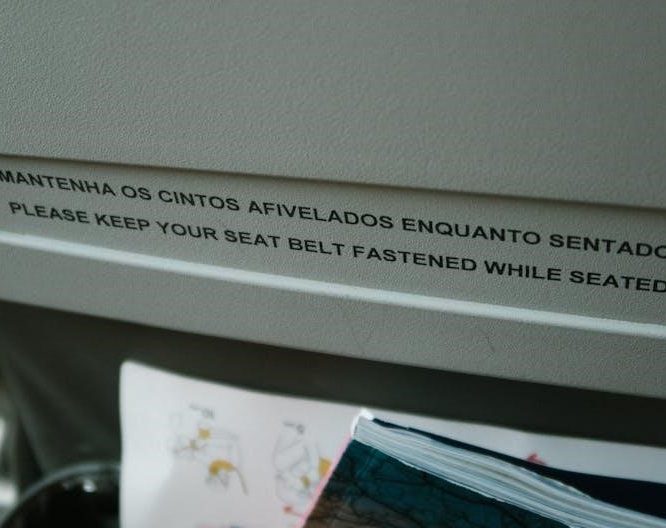 MANTENHA OS CINTOS AFIVELADOS ENQUANTO SENTADO
PLEASE KEEP YOUR SEAT BELT FASTENED WHILE SEATED